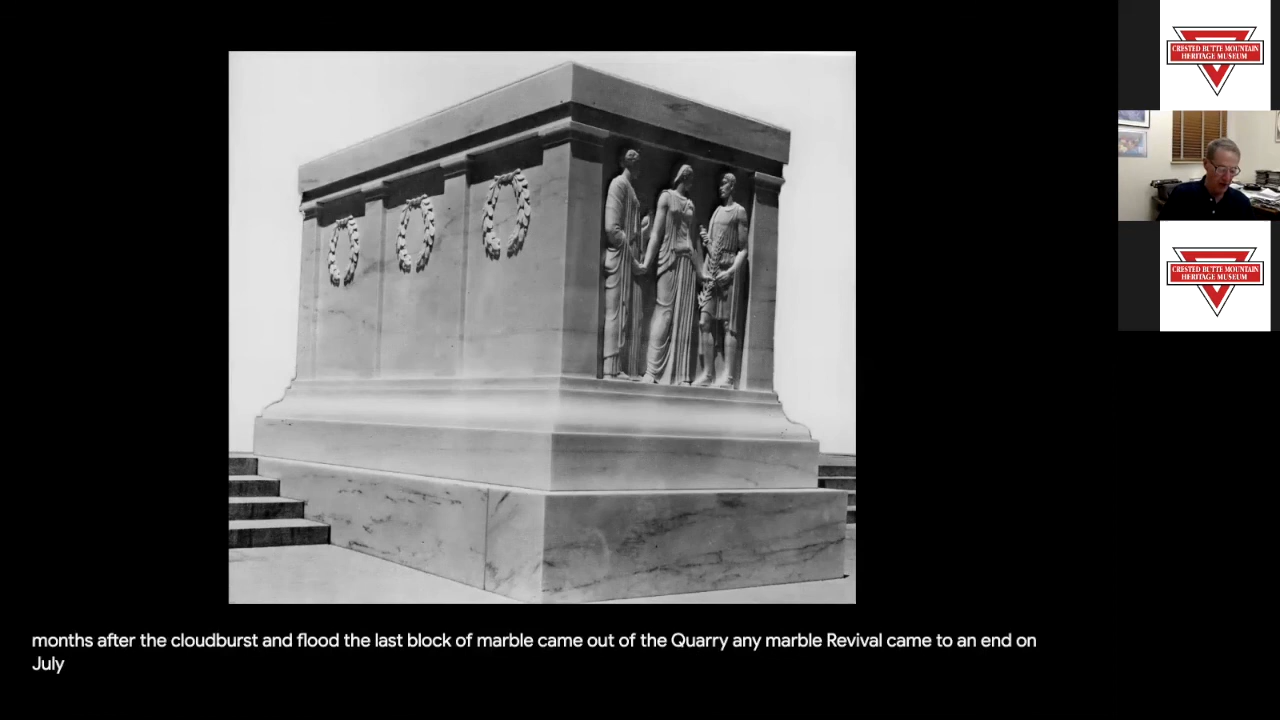 CRESTED BUTTE MOUNTAIN
HERITAGE MUSEUM
CRESTED BUTTE MOUNTAIN
HERITAGE MUSEUM
months after the cloudburst and flood the last block of marble came out of the Quarry any marble Revival came to an end on
July